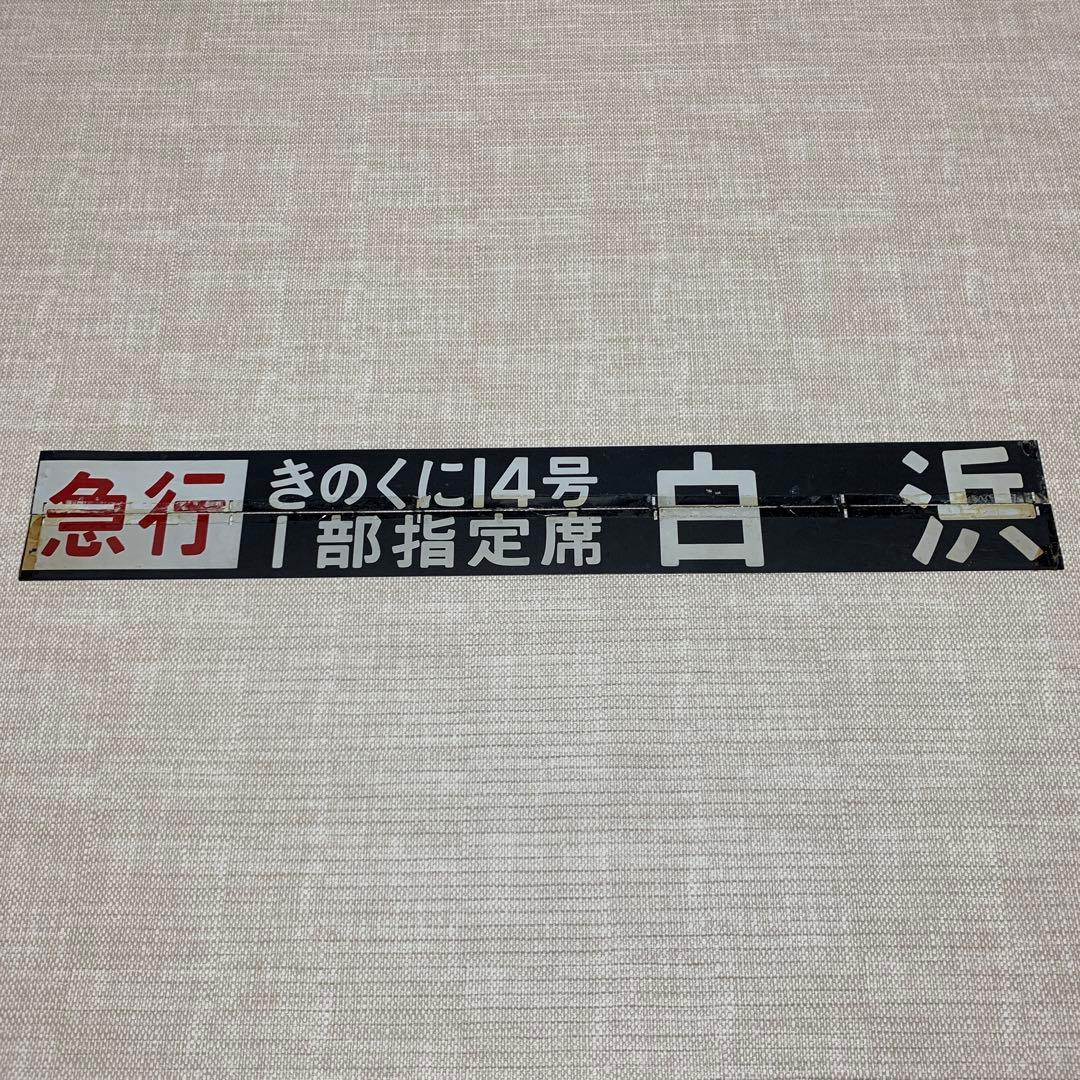 急行
きのくに14号
1部指定席
白浜